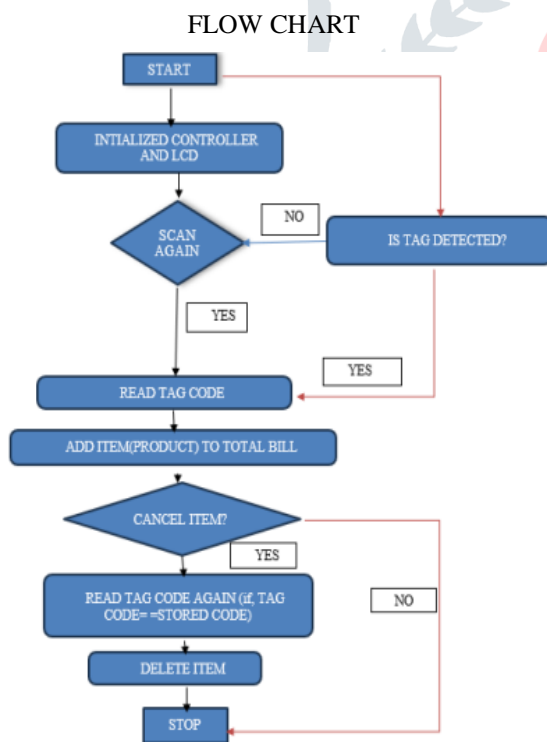 FLOW CHART
START
INTIALIZED CONTROLLER
AND LCD
NO
SCAN
AGAIN
IS TAG DETECTED?
YES
YES
READ TAG CODE
ADD ITEM(PRODUCT) TO TOTAL BILL
CANCEL ITEM?
YES
READ TAG CODE AGAIN (if, TAG
CODE= =STORED CODE)
NO
DELETE ITEM
STOP